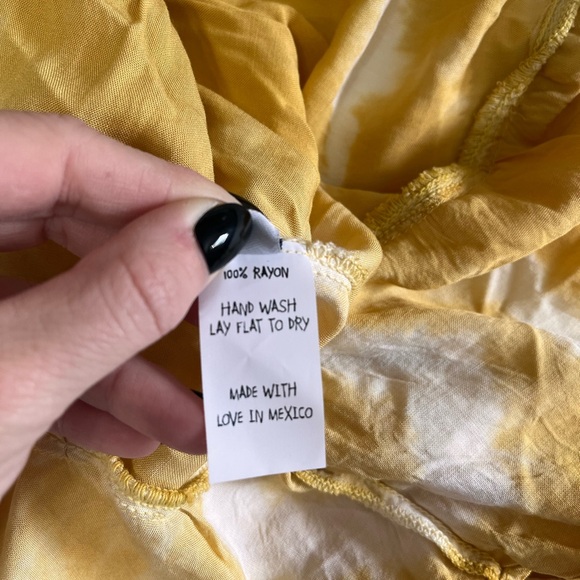 100% RAYON
HAND WASH
LAY FLAT TO DRY
MADE WITH
LOVE IN MEXICO